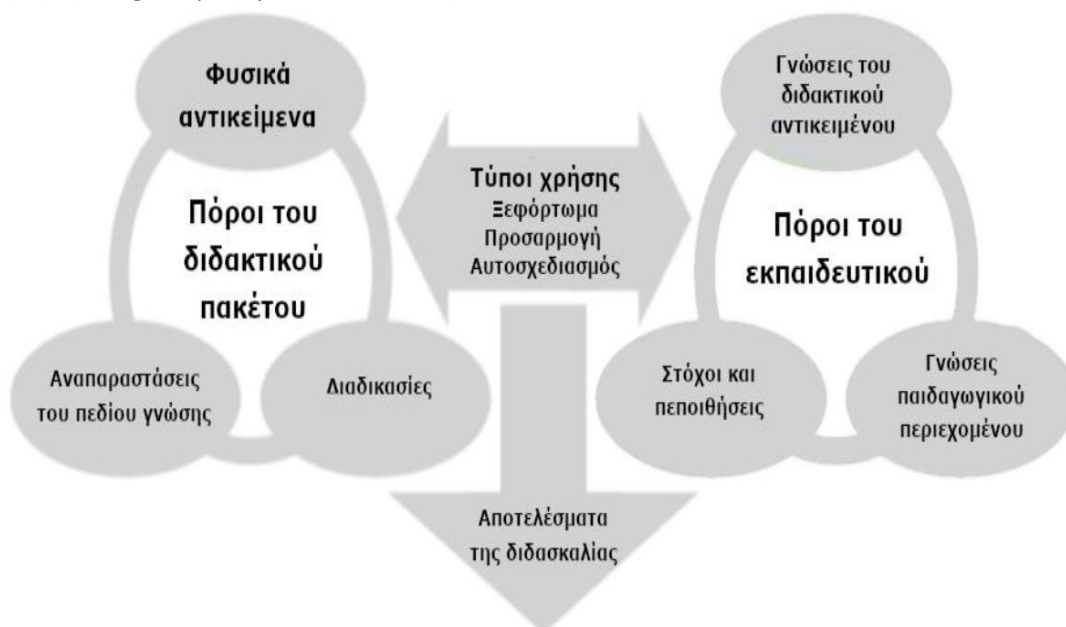 Φυσικά
αντικείμενα
Πόροι του
διδακτικού
πακέτου
Αναπαραστάσεις
του πεδίου γνώσης
Διαδικασίες
Τύποι χρήσης
Ξεφόρτωμα
Προσαρμογή
Αυτοσχεδιασμός
Γνώσεις του
διδακτικού
αντικειμένου
Πόροι του
εκπαιδευτικού
Στόχοι και
πεποιθήσεις
Γνώσεις
παιδαγωγικού
περιεχομένου
Αποτελέσματα
της διδασκαλίας